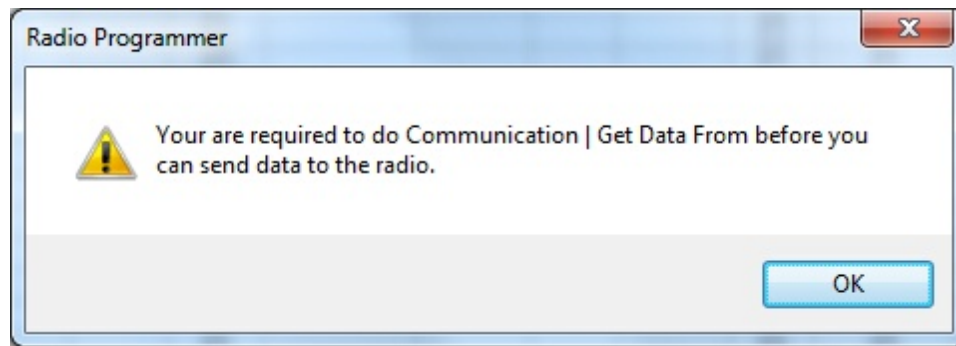 Radio Programmer
Your are required to do Communication | Get Data From before you
can send data to the radio.
OK